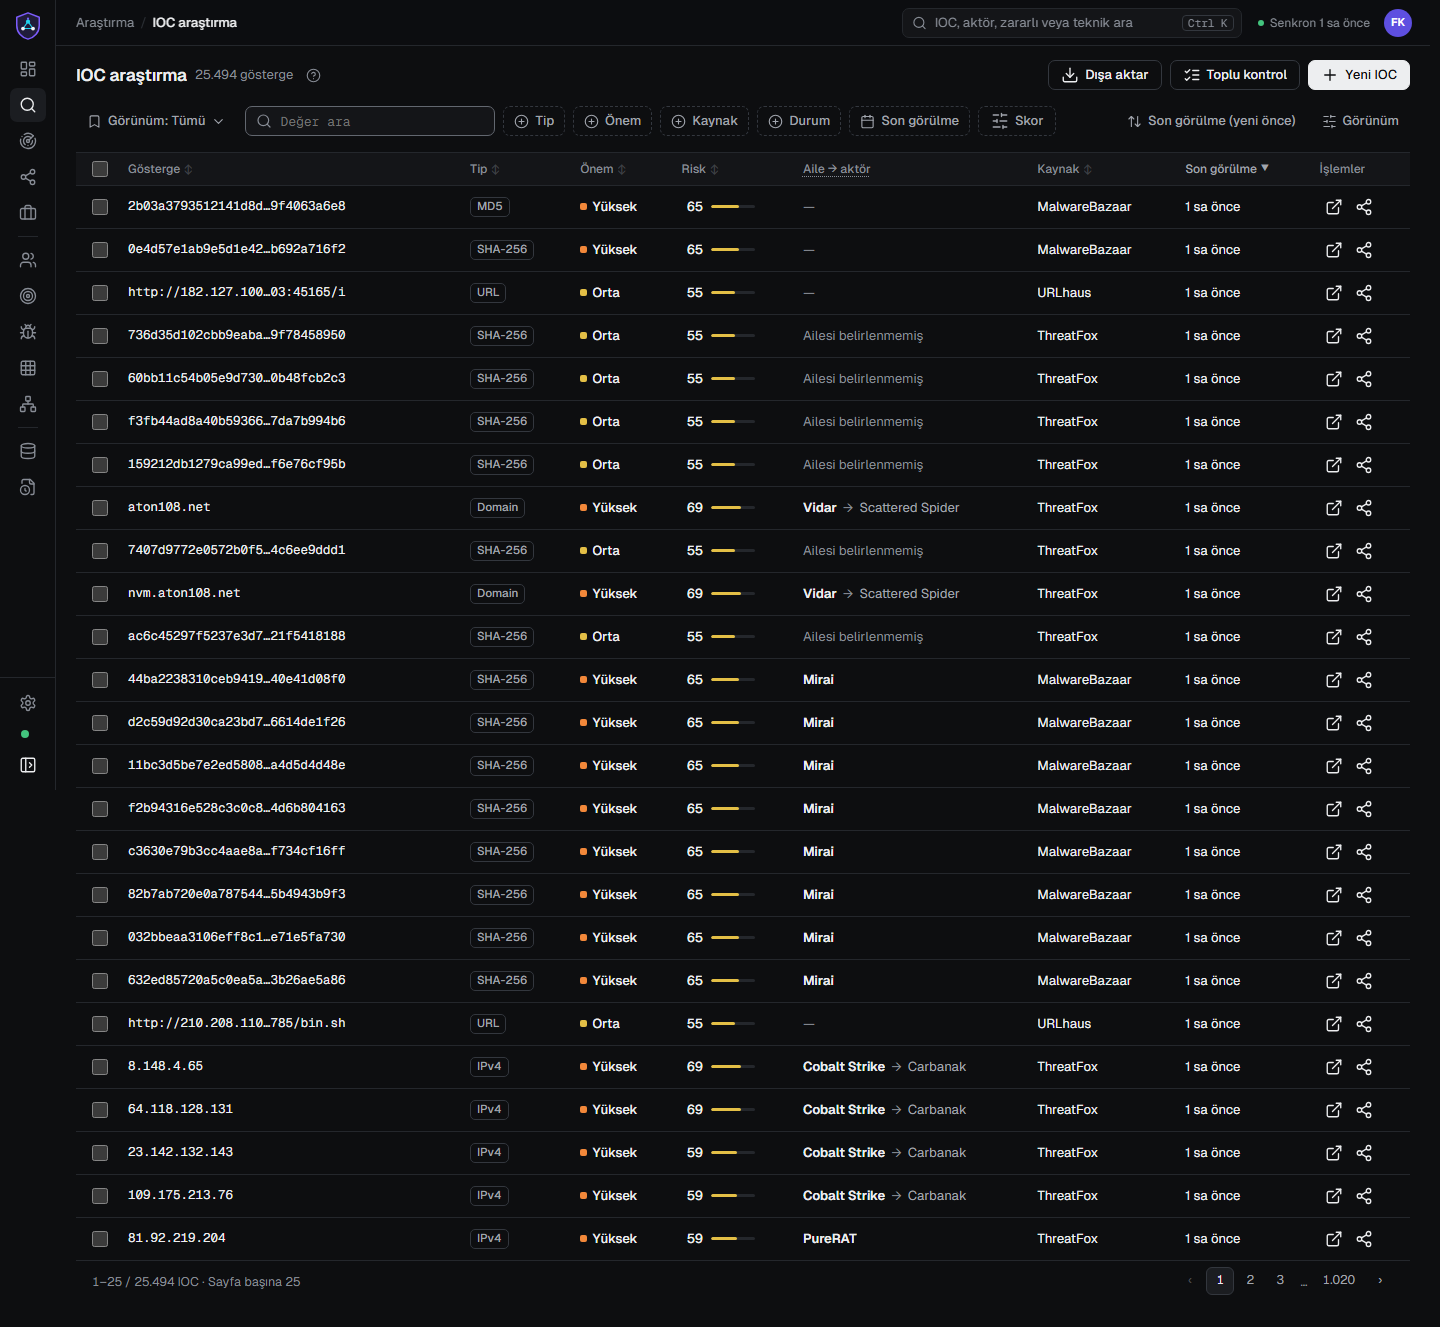 Araştırma / IOC araştırma
IOC, aktör, zararlı veya teknik ara Ctrl K
Senkron 1 sa önce FK
IOC araştırma 25.494 gösterge
Dışa aktar Toplu kontrol Yeni IOC
Görünüm: Tümü Değer ara Tip Önem Kaynak Durum Son görülme Skor Son görülme (yeni önce) Görünüm
Gösterge Tip Önem Risk Aile → aktör Kaynak Son görülme İşlemler
2b03a3793512141d8d…9f4063a6e8 MD5 Yüksek 65 — MalwareBazaar 1 sa önce
0e4d57e1ab9e5d1e42…b692a716f2 SHA-256 Yüksek 65 — MalwareBazaar 1 sa önce
http://182.127.100…03:45165/i URL Orta 55 — URLhaus 1 sa önce
736d35d102cbb9eaba…9f78458950 SHA-256 Orta 55 Ailesi belirlenmemiş ThreatFox 1 sa önce
60bb11c54b05e9d730…0b48fcb2c3 SHA-256 Orta 55 Ailesi belirlenmemiş ThreatFox 1 sa önce
f3fb44ad8a40b59366…7da7b994b6 SHA-256 Orta 55 Ailesi belirlenmemiş ThreatFox 1 sa önce
159212db1279ca99ed…f6e76cf95b SHA-256 Orta 55 Ailesi belirlenmemiş ThreatFox 1 sa önce
aton108.net Domain Yüksek 69 Vidar → Scattered Spider ThreatFox 1 sa önce
7407d9772e0572b0f5…4c6ee9ddd1 SHA-256 Orta 55 Ailesi belirlenmemiş ThreatFox 1 sa önce
nvm.aton108.net Domain Yüksek 69 Vidar → Scattered Spider ThreatFox 1 sa önce
ac6c45297f5237e3d7…21f5418188 SHA-256 Orta 55 Ailesi belirlenmemiş ThreatFox 1 sa önce
44ba2238310ceb9419…40e41d08f0 SHA-256 Yüksek 65 Mirai MalwareBazaar 1 sa önce
d2c59d92d30ca23bd7…6614de1f26 SHA-256 Yüksek 65 Mirai MalwareBazaar 1 sa önce
11bc3d5be7e2ed5808…a4d5d4d48e SHA-256 Yüksek 65 Mirai MalwareBazaar 1 sa önce
f2b94316e528c3c0c8…4d6b804163 SHA-256 Yüksek 65 Mirai MalwareBazaar 1 sa önce
c3630e79b3cc4aae8a…f734cf16ff SHA-256 Yüksek 65 Mirai MalwareBazaar 1 sa önce
82b7ab720e0a787544…5b4943b9f3 SHA-256 Yüksek 65 Mirai MalwareBazaar 1 sa önce
032bbeaa3106eff8c1…e71e5fa730 SHA-256 Yüksek 65 Mirai MalwareBazaar 1 sa önce
632ed85720a5c0ea5a…3b26ae5a86 SHA-256 Yüksek 65 Mirai MalwareBazaar 1 sa önce
http://210.208.110…785/bin.sh URL Orta 55 — URLhaus 1 sa önce
8.148.4.65 IPv4 Yüksek 69 Cobalt Strike → Carbanak ThreatFox 1 sa önce
64.118.128.131 IPv4 Yüksek 69 Cobalt Strike → Carbanak ThreatFox 1 sa önce
23.142.132.143 IPv4 Yüksek 59 Cobalt Strike → Carbanak ThreatFox 1 sa önce
109.175.213.76 IPv4 Yüksek 59 Cobalt Strike → Carbanak ThreatFox 1 sa önce
81.92.219.204 IPv4 Yüksek 59 PureRAT ThreatFox 1 sa önce
1–25 / 25.494 IOC · Sayfa başına 25 ‹ 1 2 3 … 1.020 ›